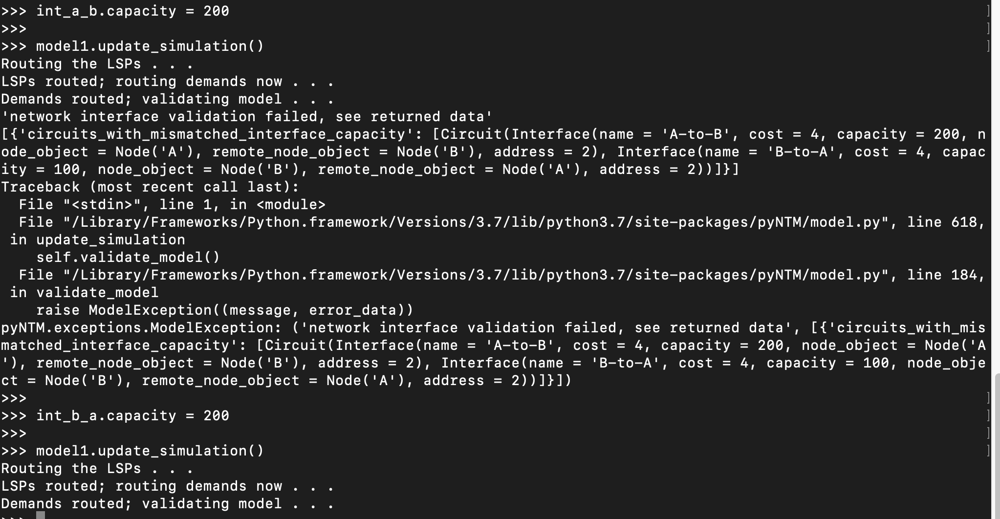 >>> int_a_b.capacity = 200
>>>
>>> model1.update_simulation()
Routing the LSPs . . .
LSPs routed; routing demands now . . .
Demands routed; validating model . . .
'network interface validation failed, see returned data'
[{'circuits_with_mismatched_interface_capacity': [Circuit(Interface(name = 'A-to-B', cost = 4, capacity = 200, n
ode_object = Node('A'), remote_node_object = Node('B'), address = 2), Interface(name = 'B-to-A', cost = 4, capac
ity = 100, node_object = Node('B'), remote_node_object = Node('A'), address = 2))]}]
Traceback (most recent call last):
  File "<stdin>", line 1, in <module>
  File "/Library/Frameworks/Python.framework/Versions/3.7/lib/python3.7/site-packages/pyNTM/model.py", line 618,
 in update_simulation
    self.validate_model()
  File "/Library/Frameworks/Python.framework/Versions/3.7/lib/python3.7/site-packages/pyNTM/model.py", line 184,
 in validate_model
    raise ModelException((message, error_data))
pyNTM.exceptions.ModelException: ('network interface validation failed, see returned data', [{'circuits_with_mis
matched_interface_capacity': [Circuit(Interface(name = 'A-to-B', cost = 4, capacity = 200, node_object = Node('A
'), remote_node_object = Node('B'), address = 2), Interface(name = 'B-to-A', cost = 4, capacity = 100, node_obje
ct = Node('B'), remote_node_object = Node('A'), address = 2))]}])
>>>
>>> int_b_a.capacity = 200
>>>
>>> model1.update_simulation()
Routing the LSPs . . .
LSPs routed; routing demands now . . .
Demands routed; validating model . . .
>>>